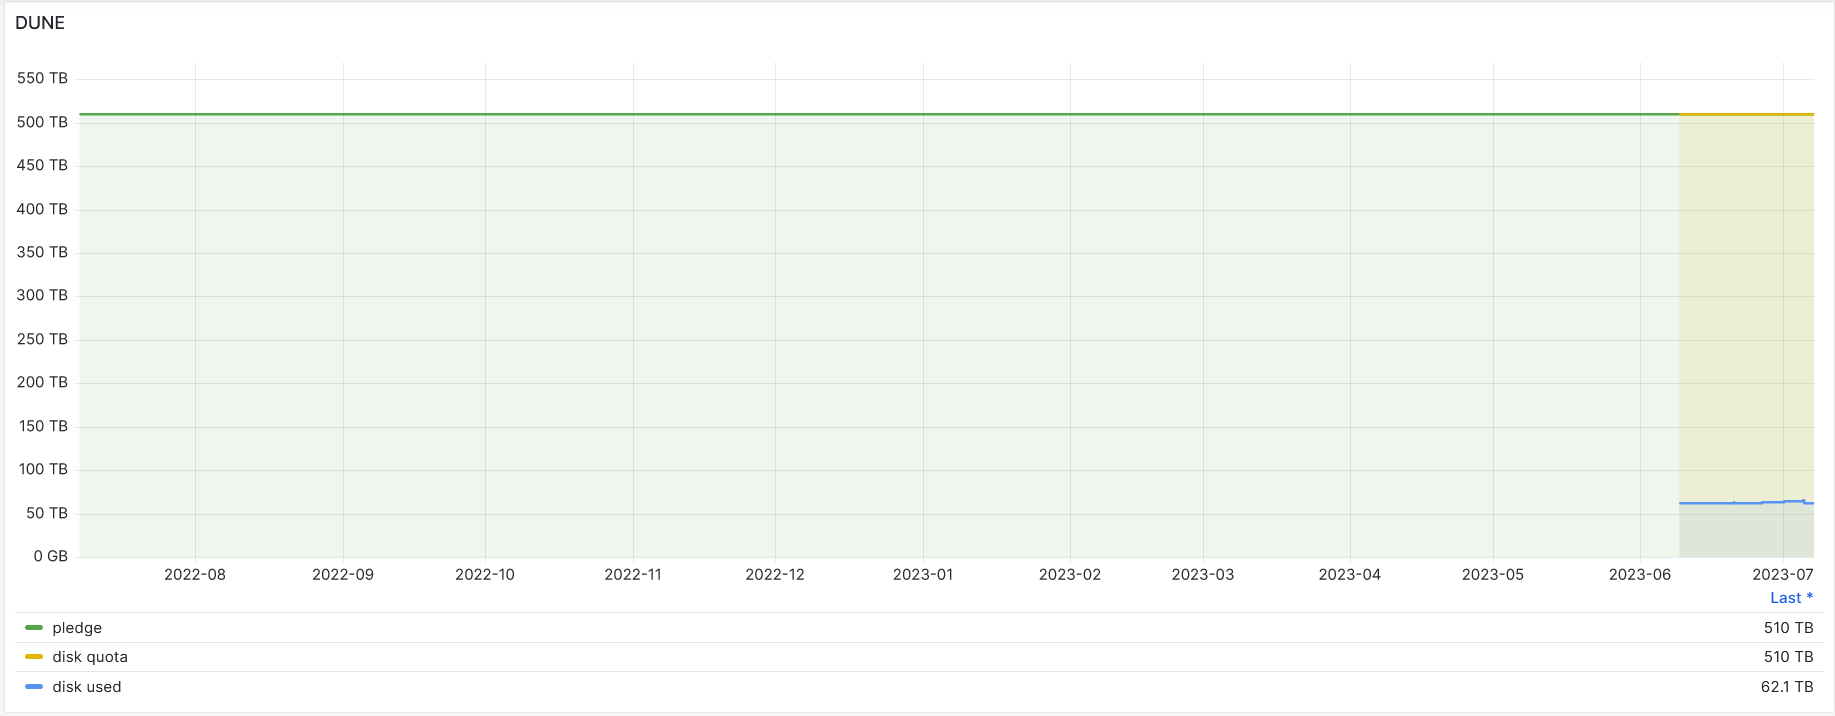 DUNE
550 TB
500 TB
450 TB
400 TB
350 TB
300 TB
250 TB
200 TB
150 TB
100 TB
50 TB
0 GB
2022-08 2022-09 2022-10 2022-11 2022-12 2023-01 2023-02 2023-03 2023-04 2023-05 2023-06 2023-07
Last *
pledge 510 TB
disk quota 510 TB
disk used 62.1 TB